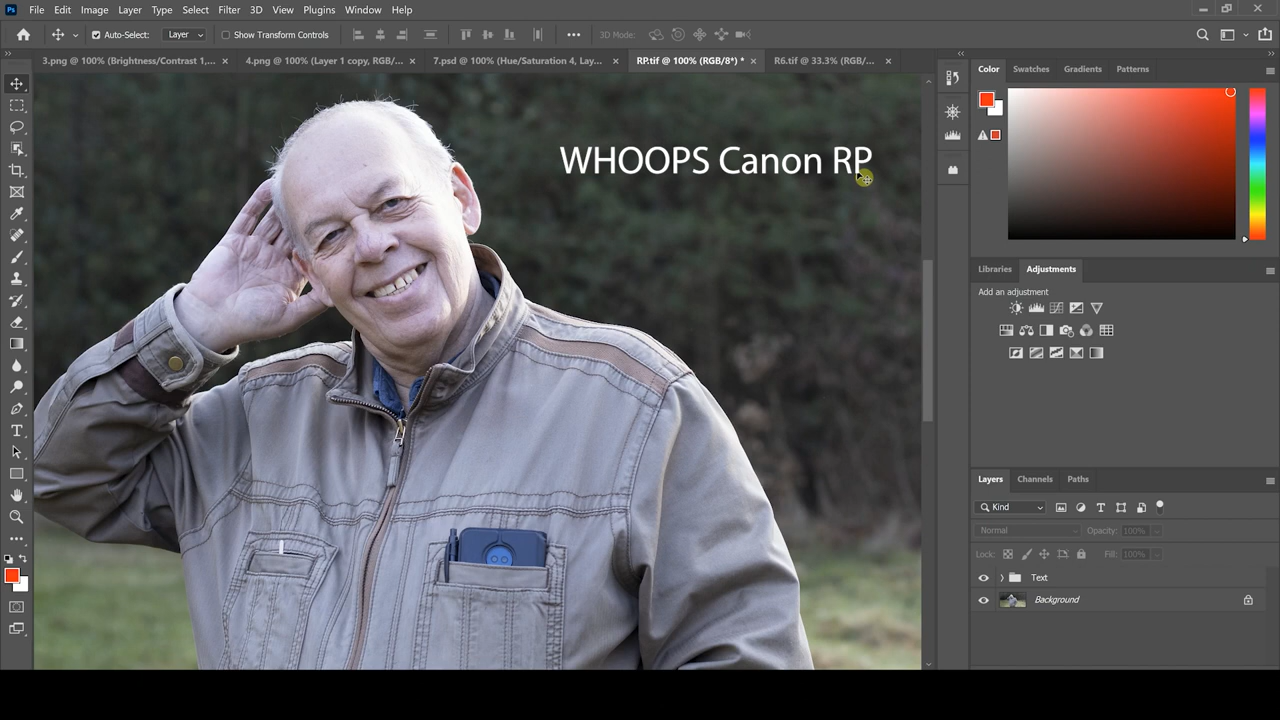 Ps File Edit Image Layer Type Select Filter 3D View Plugins Window Help
Auto-Select: Layer Show Transform Controls 3D Mode:
3.png @ 100% (Brightness/Contrast 1,... × 4.png @ 100% (Layer 1 copy, RGB/... × 7.psd @ 100% (Hue/Saturation 4, Lay... × RP.tif @ 100% (RGB/8*) * × R6.tif @ 33.3% (RGB/... ×
WHOOPS Canon RP
Color Swatches Gradients Patterns
Libraries Adjustments
Add an adjustment
Layers Channels Paths
Kind
Normal Opacity: 100%
Lock: Fill: 100%
Text
Background